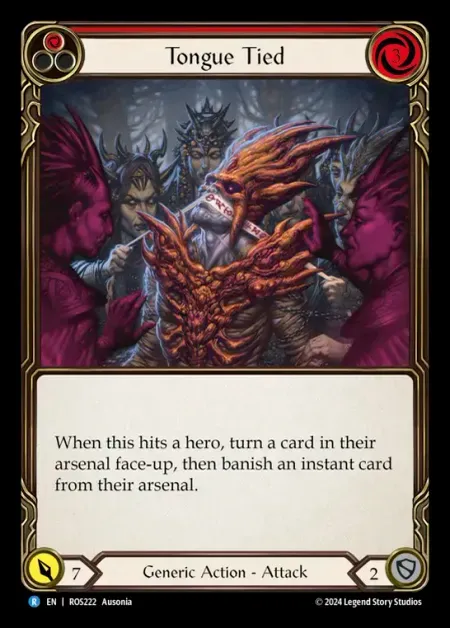 Tongue Tied
3
When this hits a hero, turn a card in their
arsenal face-up, then banish an instant card
from their arsenal.
7
Generic Action - Attack
2
R EN | ROS222 Ausonia
© 2024 Legend Story Studios